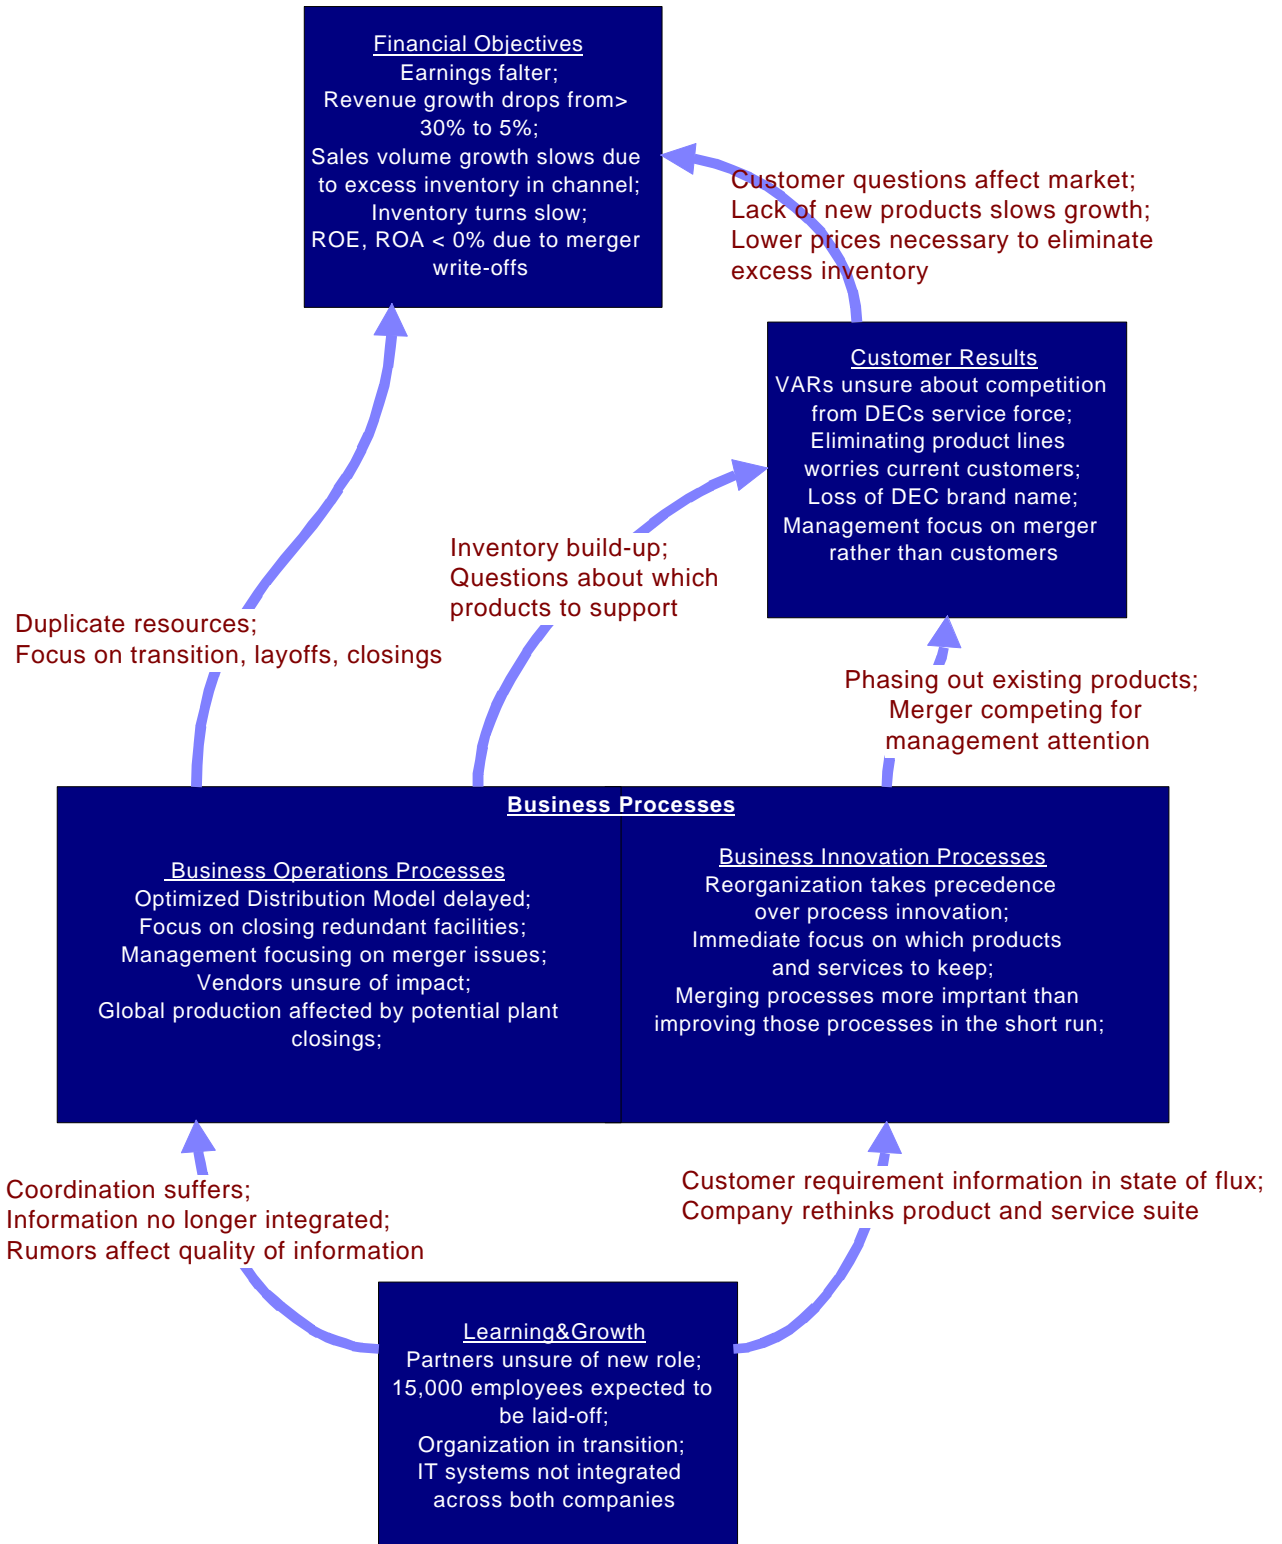 Financial Objectives
Earnings falter;
Revenue growth drops from>
30% to 5%;
Sales volume growth slows due
to excess inventory in channel;
Inventory turns slow;
ROE, ROA < 0% due to merger
write-offs
Customer questions affect market;
Lack of new products slows growth;
Lower prices necessary to eliminate
excess inventory
Customer Results
VARs unsure about competition
from DECs service force;
Eliminating product lines
worries current customers;
Loss of DEC brand name;
Management focus on merger
rather than customers
Inventory build-up;
Questions about which
products to support
Duplicate resources;
Focus on transition, layoffs, closings
Phasing out existing products;
Merger competing for
management attention
Business Processes
Business Operations Processes
Optimized Distribution Model delayed;
Focus on closing redundant facilities;
Management focusing on merger issues;
Vendors unsure of impact;
Global production affected by potential plant
closings;
Business Innovation Processes
Reorganization takes precedence
over process innovation;
Immediate focus on which products
and services to keep;
Merging processes more imprtant than
improving those processes in the short run;
Coordination suffers;
Information no longer integrated;
Rumors affect quality of information
Customer requirement information in state of flux;
Company rethinks product and service suite
Learning&Growth
Partners unsure of new role;
15,000 employees expected to
be laid-off;
Organization in transition;
IT systems not integrated
across both companies